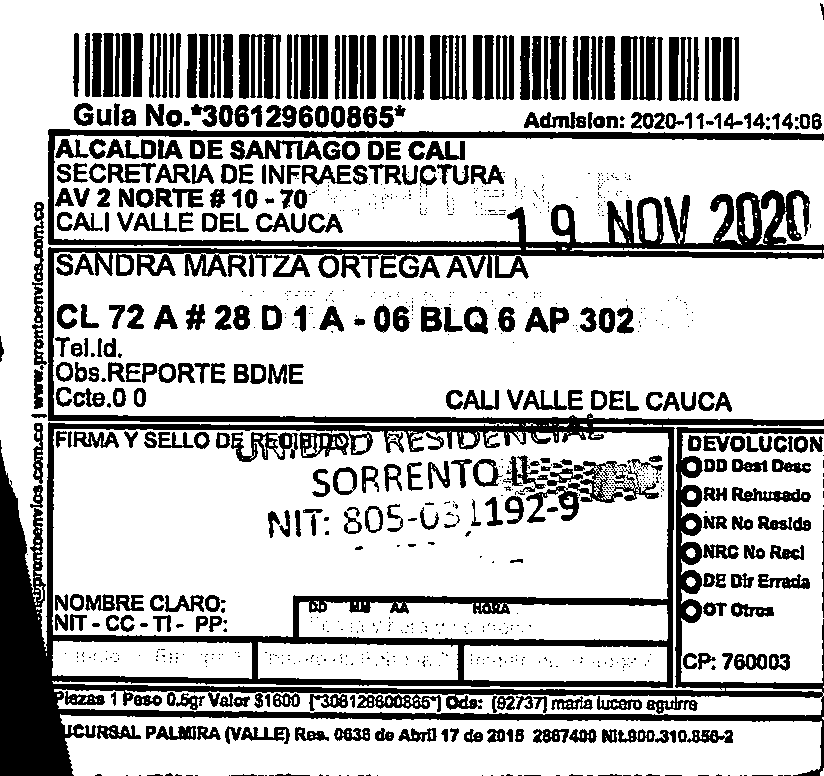 Guia No.*306129600865*
Admision: 2020-11-14-14:14:06
ALCALDIA DE SANTIAGO DE CALI
SECRETARIA DE INFRAESTRUCTURA
AV 2 NORTE # 10 - 70
CALI VALLE DEL CAUCA
19 NOV 2020
SANDRA MARITZA ORTEGA AVILA
CL 72 A # 28 D 1 A - 06 BLQ 6 AP 302
Tel.Id.
Obs.REPORTE BDME
Ccte.0 0
CALI VALLE DEL CAUCA
FIRMA Y SELLO DE RECIBIDO
UNIDAD RESIDENCIAL
SORRENTO II
NIT: 805-031192-9
DEVOLUCION
DD Dest Desc
RH Rehusado
NR No Reside
NRC No Recl
DE Dir Errada
OT Otros
NOMBRE CLARO:
NIT - CC - TI - PP:
DD MM AA HORA
CP: 760003
Piezas 1 Peso 0.5gr Valor $1600 [*306129600865*] Ods: [92737] maria lucero aguirre
UCURSAL PALMIRA (VALLE) Res. 0636 de Abril 17 de 2015 2867400 Nit.900.310.856-2
@prontoenvios.com.co | www.prontoenvios.com.co